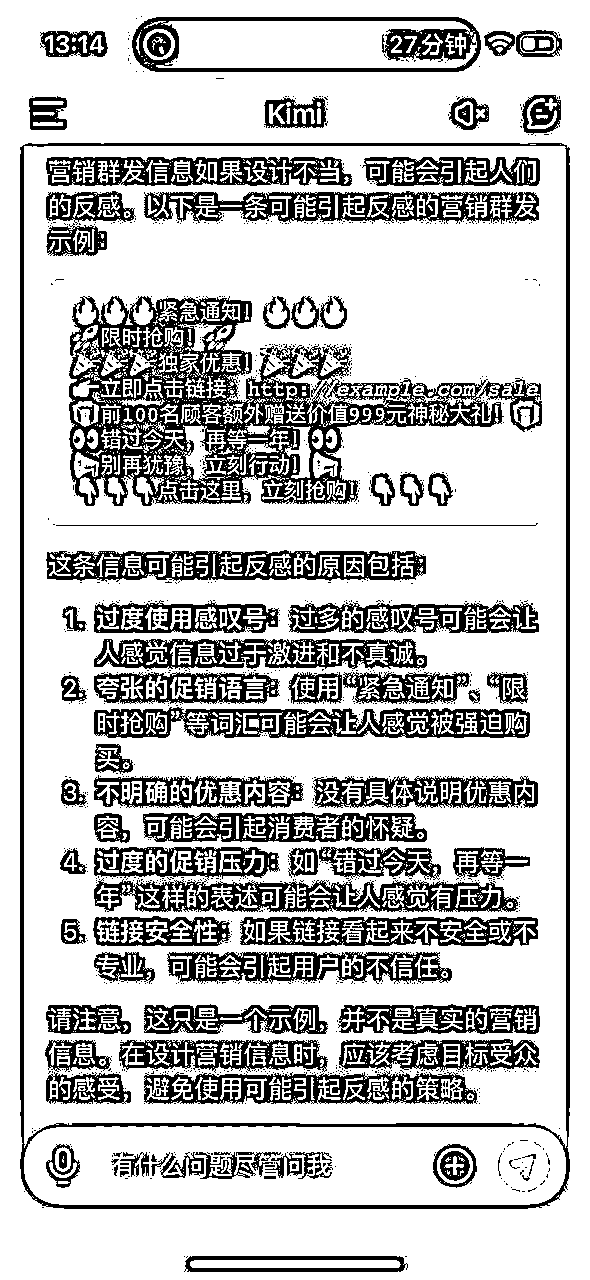 13:14
27分钟
Kimi
营销群发信息如果设计不当，可能会引起人们
的反感。以下是一条可能引起反感的营销群发
示例：
🔥🔥🔥紧急通知！🔥🔥🔥
🚀限时抢购！🚀
🎉🎉🎉独家优惠！🎉🎉🎉
👉立即点击链接：http://example.com/sale
🎁前100名顾客额外赠送价值999元神秘大礼！🎁
👀错过今天，再等一年！👀
📢别再犹豫，立刻行动！📢
👇👇👇点击这里，立刻抢购！👇👇👇
这条信息可能引起反感的原因包括：
1. 过度使用感叹号：过多的感叹号可能会让
人感觉信息过于激进和不真诚。
2. 夸张的促销语言：使用“紧急通知”、“限
时抢购”等词汇可能会让人感觉被强迫购
买。
3. 不明确的优惠内容：没有具体说明优惠内
容，可能会引起消费者的怀疑。
4. 过度的促销压力：如“错过今天，再等一
年”这样的表述可能会让人感觉有压力。
5. 链接安全性：如果链接看起来不安全或不
专业，可能会引起用户的不信任。
请注意，这只是一个示例，并不是真实的营销
信息。在设计营销信息时，应该考虑目标受众
的感受，避免使用可能引起反感的策略。
有什么问题尽管问我